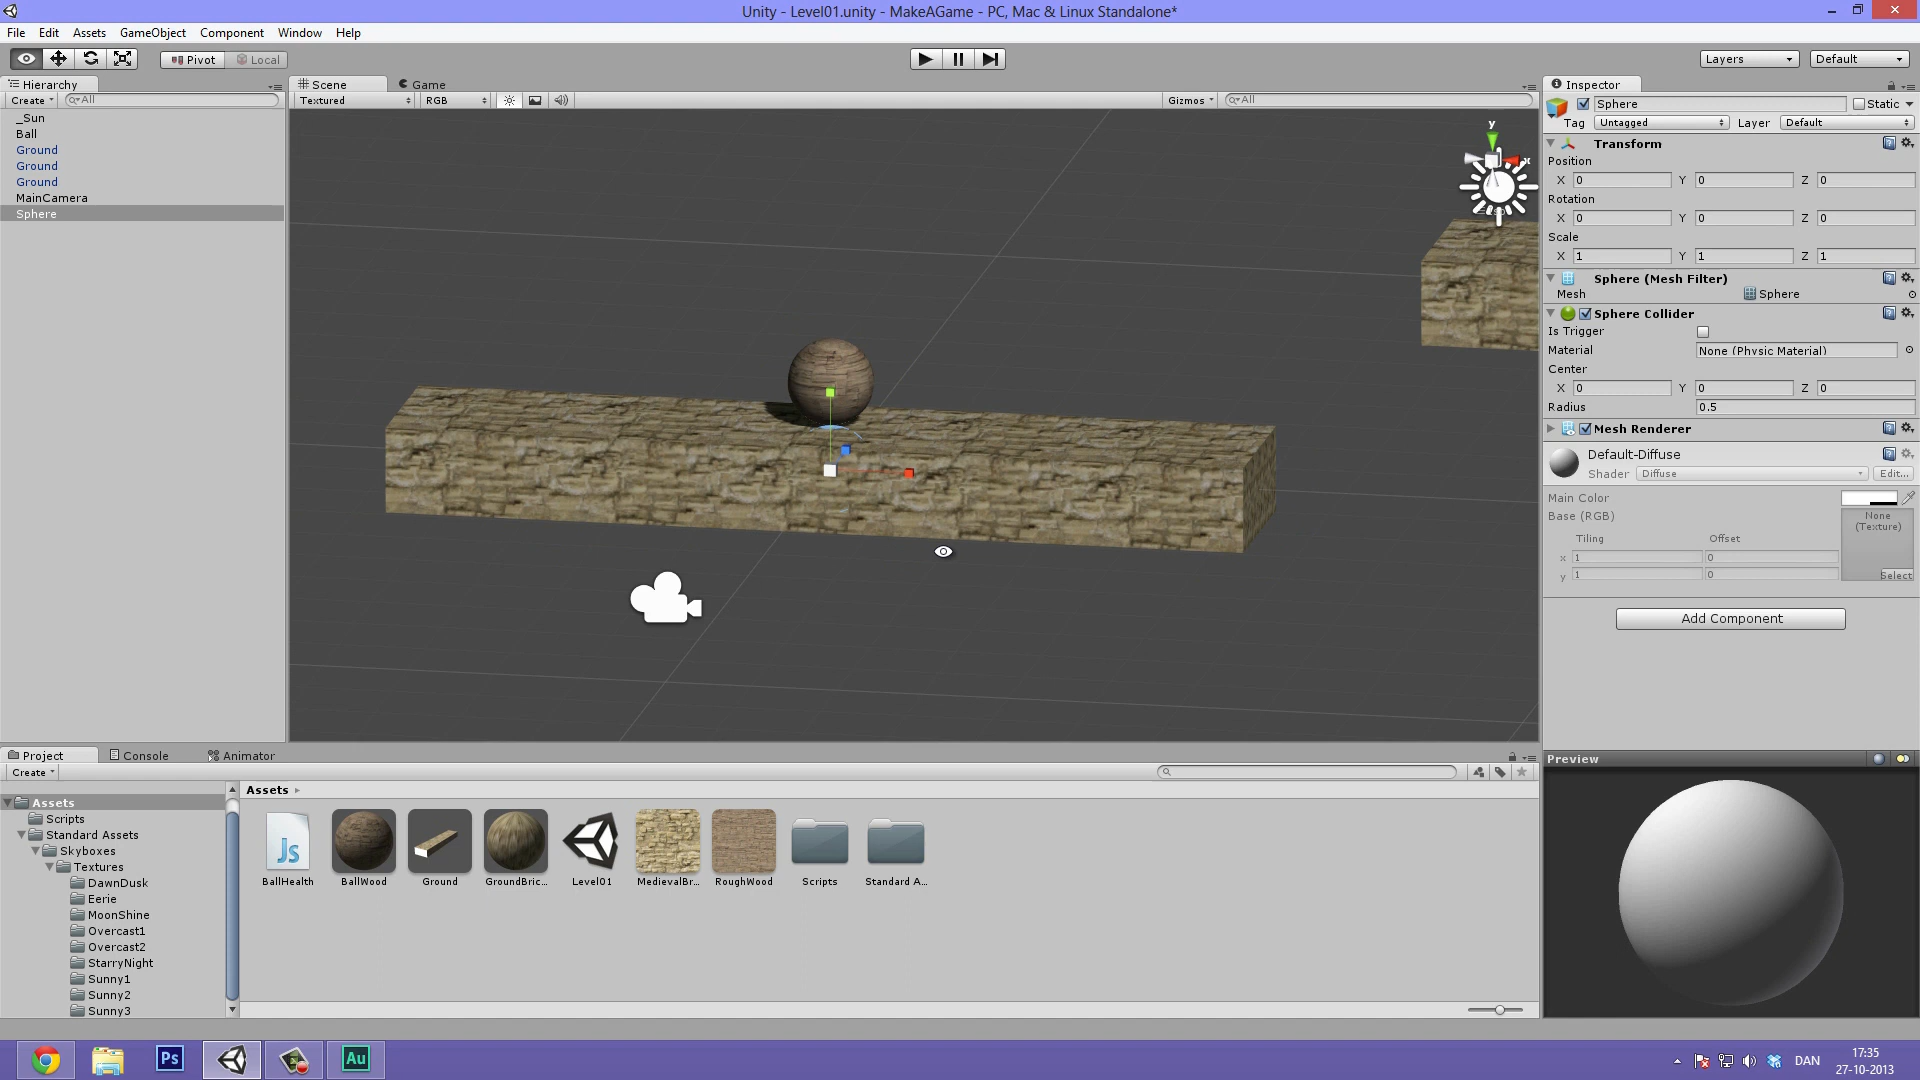 Unity - Level01.unity - MakeAGame - PC, Mac & Linux Standalone*
File Edit Assets GameObject Component Window Help
Pivot Local Layers Default
Hierarchy
Create All
_Sun
Ball
Ground
Ground
Ground
MainCamera
Sphere
Scene Game
Textured RGB Gizmos All
y
x
Inspector
Sphere Static
Tag Untagged Layer Default
Transform
Position
X 0 Y 0 Z 0
Rotation
X 0 Y 0 Z 0
Scale
X 1 Y 1 Z 1
Sphere (Mesh Filter)
Mesh Sphere
Sphere Collider
Is Trigger
Material None (Physic Material)
Center
X 0 Y 0 Z 0
Radius 0.5
Mesh Renderer
Default-Diffuse
Shader Diffuse Edit...
Main Color
Base (RGB) None (Texture)
Tiling Offset
x 1 0
y 1 0 Select
Add Component
Preview
Project Console Animator
Create
Assets
Scripts
Standard Assets
Skyboxes
Textures
DawnDusk
Eerie
MoonShine
Overcast1
Overcast2
StarryNight
Sunny1
Sunny2
Sunny3
Assets
Js
BallHealth BallWood Ground GroundBric... Level01 MedievalBr... RoughWood Scripts Standard A...
Ps Au
DAN 17:35
27-10-2013